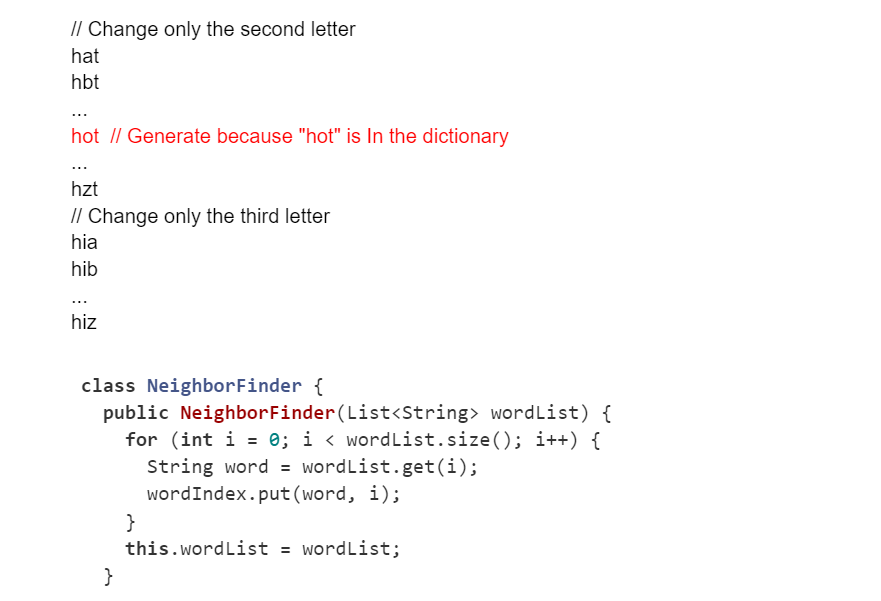 // Change only the second letter
hat
hbt
...
hot // Generate because "hot" is In the dictionary
...
hzt
// Change only the third letter
hia
hib
...
hiz
class NeighborFinder {
public NeighborFinder(List<String> wordList) {
for (int i = 0; i < wordList.size(); i++) {
String word = wordList.get(i);
wordIndex.put(word, i);
}
this.wordList = wordList;
}